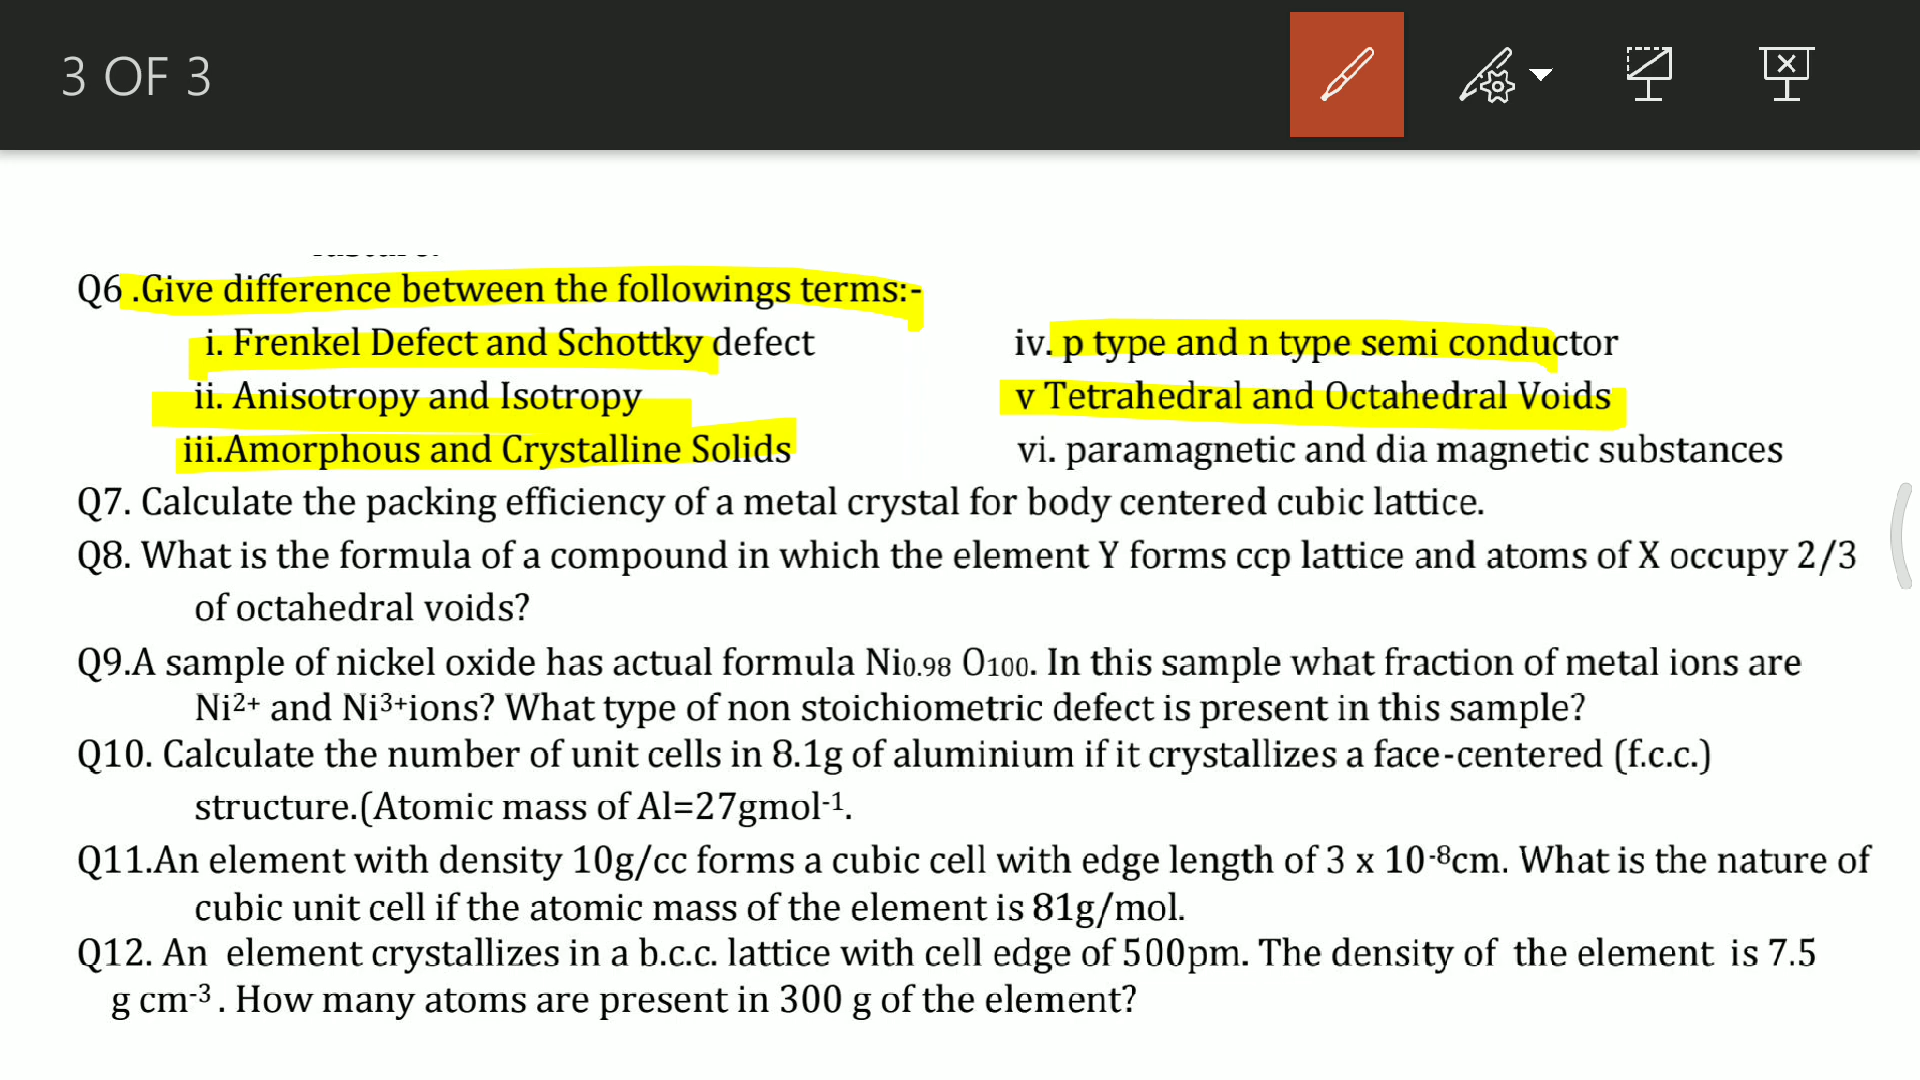 3 OF 3
Q6 .Give difference between the followings terms:-
i. Frenkel Defect and Schottky defect
iv. p type and n type semi conductor
ii. Anisotropy and Isotropy
v Tetrahedral and Octahedral Voids
iii.Amorphous and Crystalline Solids
vi. paramagnetic and dia magnetic substances
Q7. Calculate the packing efficiency of a metal crystal for body centered cubic lattice.
Q8. What is the formula of a compound in which the element Y forms ccp lattice and atoms of X occupy 2/3
of octahedral voids?
Q9.A sample of nickel oxide has actual formula Ni₀.₉₈ O₁₀₀. In this sample what fraction of metal ions are
Ni²⁺ and Ni³⁺ions? What type of non stoichiometric defect is present in this sample?
Q10. Calculate the number of unit cells in 8.1g of aluminium if it crystallizes a face-centered (f.c.c.)
structure.(Atomic mass of Al=27gmol⁻¹.
Q11.An element with density 10g/cc forms a cubic cell with edge length of 3 x 10⁻⁸cm. What is the nature of
cubic unit cell if the atomic mass of the element is 81g/mol.
Q12. An element crystallizes in a b.c.c. lattice with cell edge of 500pm. The density of the element is 7.5
g cm⁻³ . How many atoms are present in 300 g of the element?